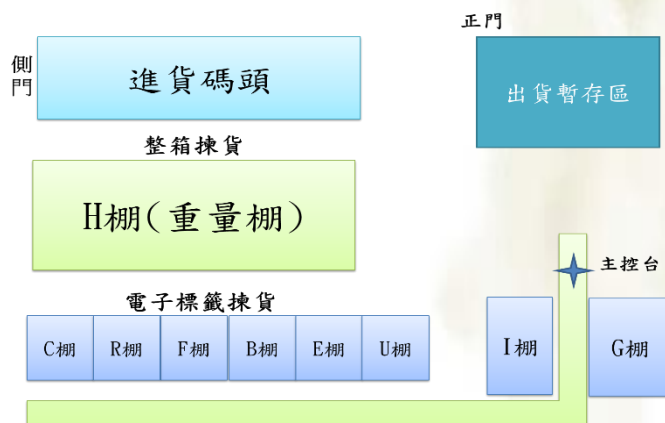 正門
側門
進貨碼頭
出貨暫存區
整箱揀貨
H棚(重量棚)
主控台
電子標籤揀貨
C棚
R棚
F棚
B棚
E棚
U棚
I棚
G棚